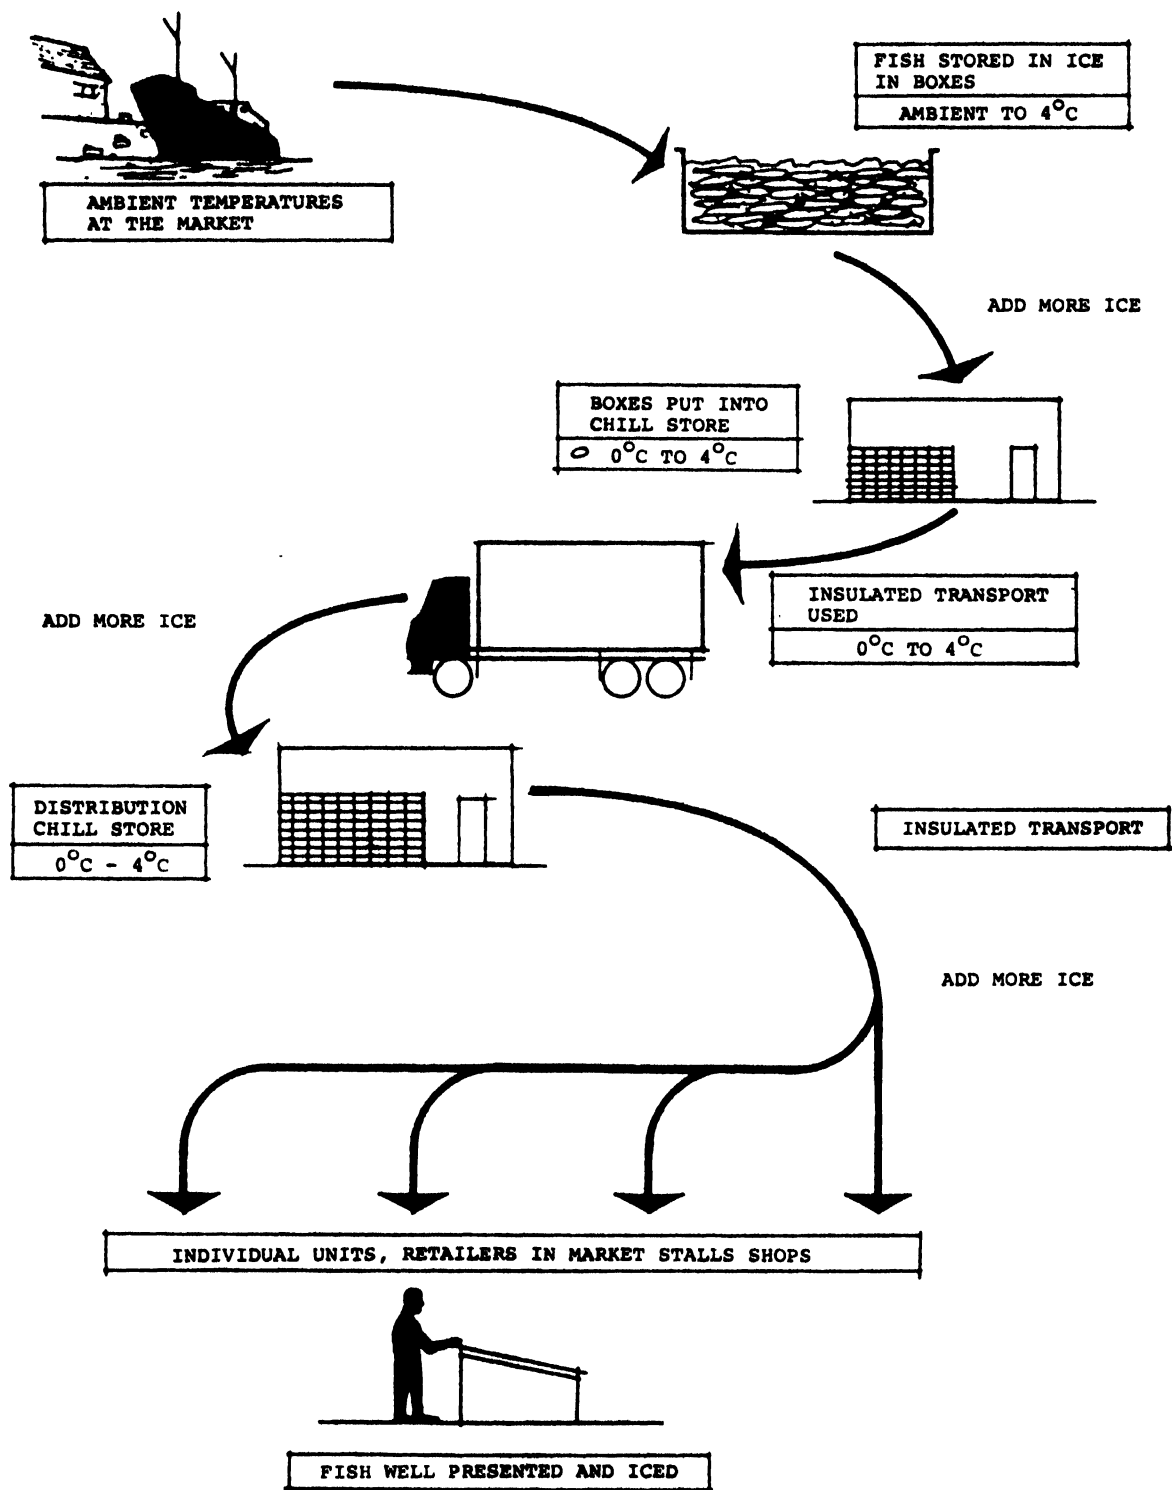 FISH STORED IN ICE
IN BOXES
AMBIENT TO 4°C
AMBIENT TEMPERATURES
AT THE MARKET
ADD MORE ICE
BOXES PUT INTO
CHILL STORE
0°C TO 4°C
INSULATED TRANSPORT
USED
0°C TO 4°C
ADD MORE ICE
DISTRIBUTION
CHILL STORE
0°C - 4°C
INSULATED TRANSPORT
ADD MORE ICE
INDIVIDUAL UNITS, RETAILERS IN MARKET STALLS SHOPS
FISH WELL PRESENTED AND ICED